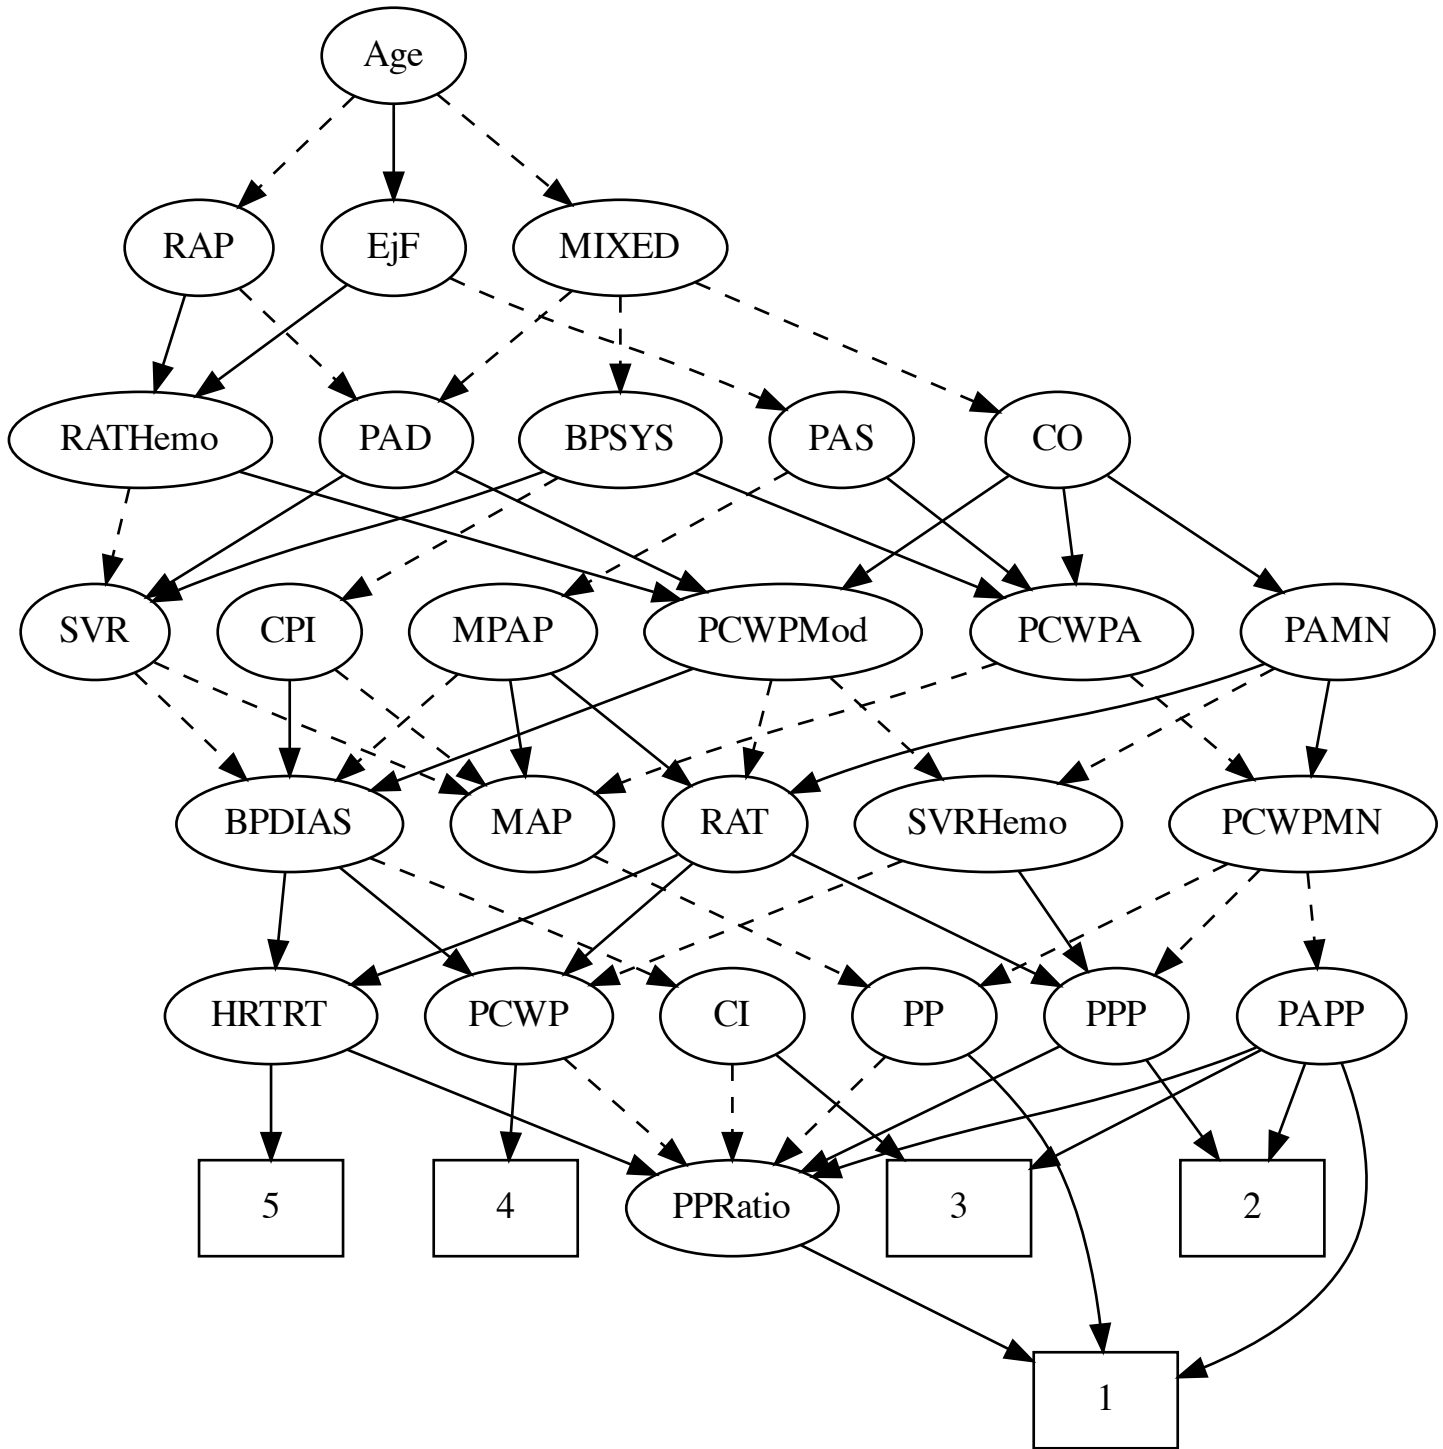 Age
RAP
EjF
MIXED
RATHemo
PAD
BPSYS
PAS
CO
SVR
CPI
MPAP
PCWPMod
PCWPA
PAMN
BPDIAS
MAP
RAT
SVRHemo
PCWPMN
HRTRT
PCWP
CI
PP
PPP
PAPP
5
4
PPRatio
3
2
1